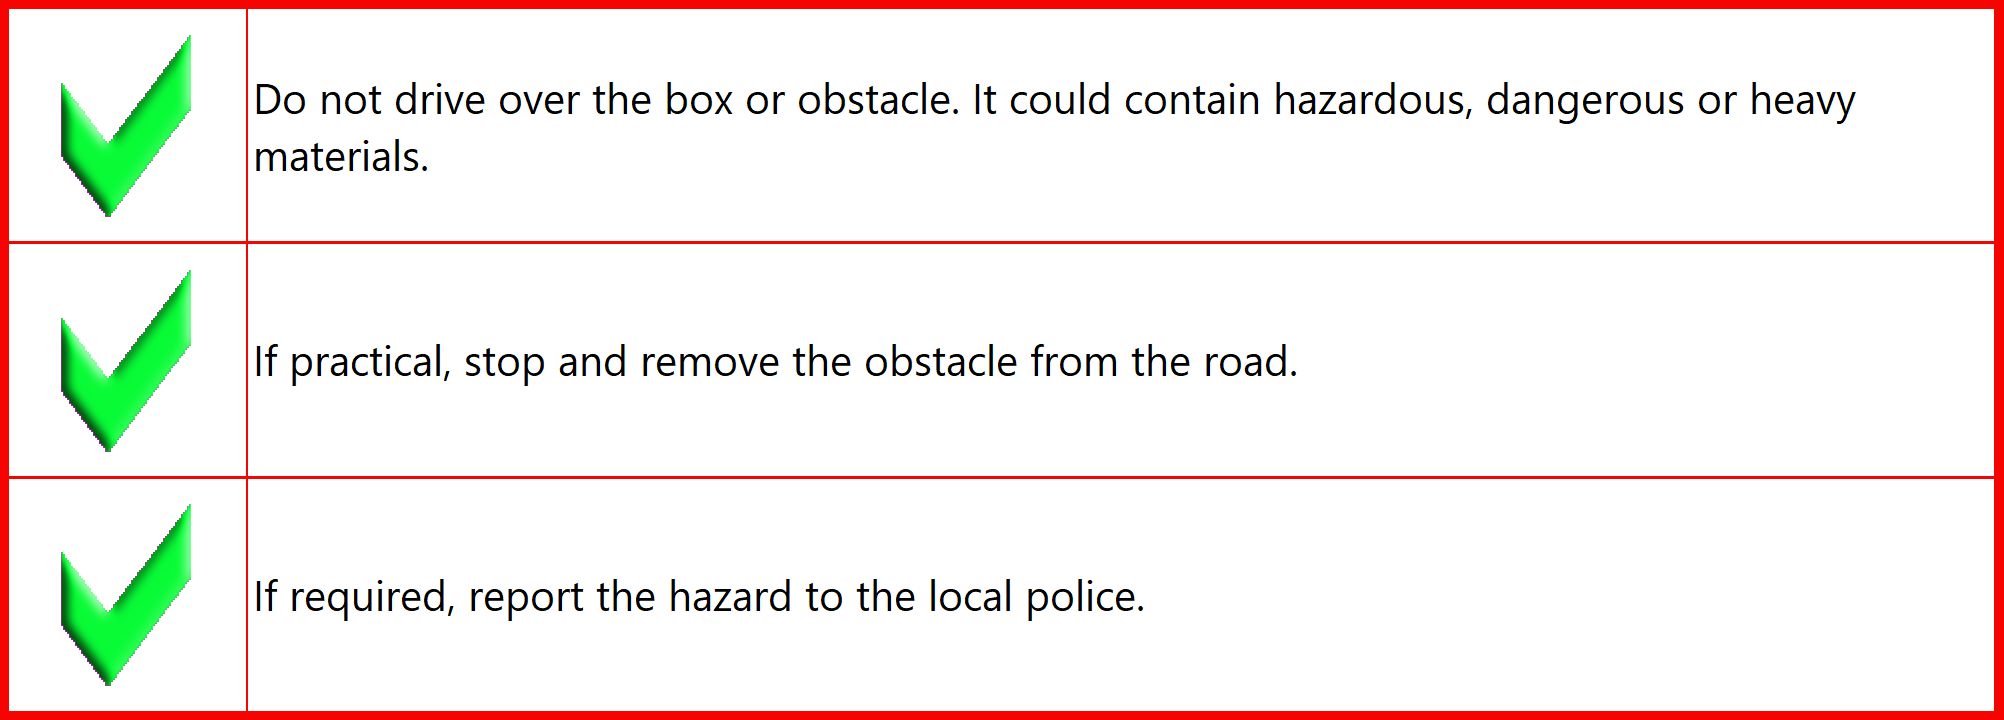 Do not drive over the box or obstacle. It could contain hazardous, dangerous or heavy
materials.
If practical, stop and remove the obstacle from the road.
If required, report the hazard to the local police.